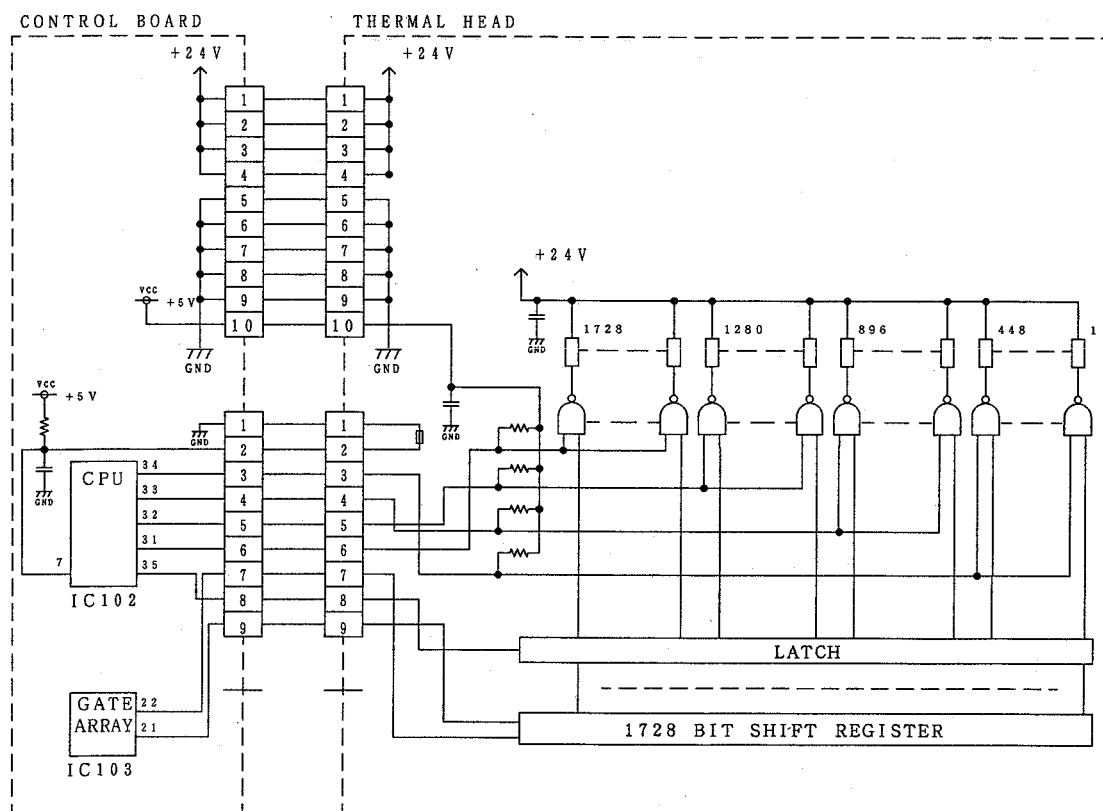 CONTROL BOARD
THERMAL HEAD
+24V
+24V
1
1
2
2
3
3
4
4
5
5
6
6
7
7
8
8
9
9
10
10
VCC
+5V
GND
GND
+24V
GND
1728
1280
896
448
1
VCC
+5V
GND
GND
GND
1
1
2
2
3
3
4
4
5
5
6
6
7
7
8
8
9
9
CPU
34
33
32
31
35
7
IC102
LATCH
GATE
ARRAY
22
21
IC103
1728 BIT SHIFT REGISTER